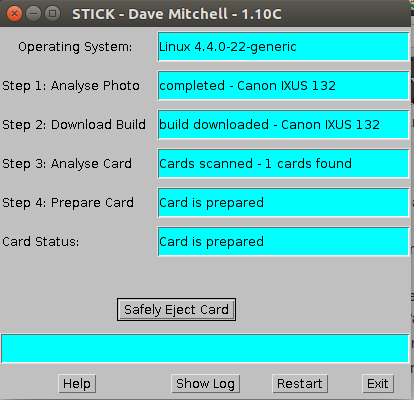 STICK - Dave Mitchell - 1.10C
Operating System: Linux 4.4.0-22-generic
Step 1: Analyse Photo completed - Canon IXUS 132
Step 2: Download Build build downloaded - Canon IXUS 132
Step 3: Analyse Card Cards scanned - 1 cards found
Step 4: Prepare Card Card is prepared
Card Status: Card is prepared
Safely Eject Card
Help Show Log Restart Exit